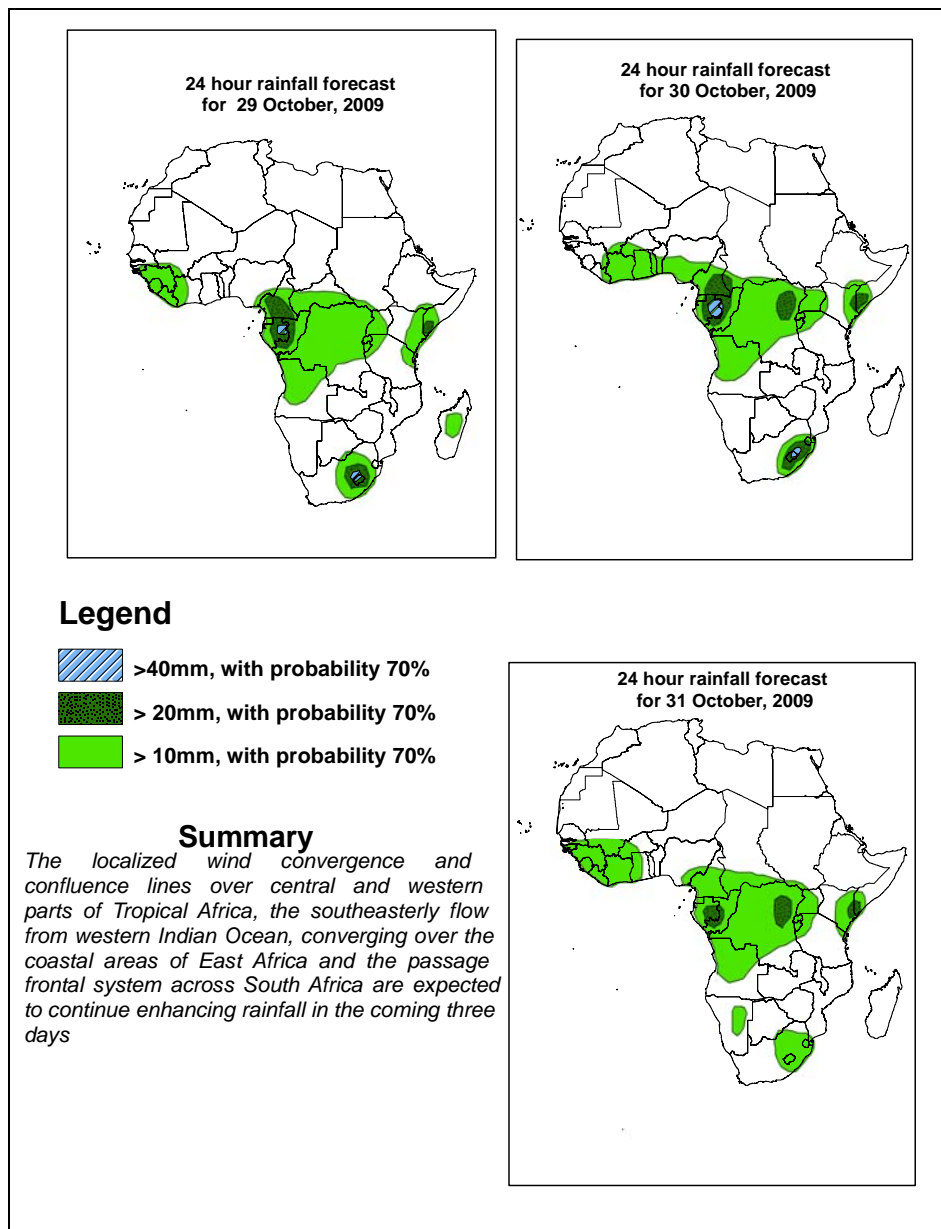 24 hour rainfall forecast
for 29 October, 2009
24 hour rainfall forecast
for 30 October, 2009
Legend
>40mm, with probability 70%
> 20mm, with probability 70%
> 10mm, with probability 70%
24 hour rainfall forecast
for 31 October, 2009
Summary
The localized wind convergence and
confluence lines over central and western
parts of Tropical Africa, the southeasterly flow
from western Indian Ocean, converging over the
coastal areas of East Africa and the passage
frontal system across South Africa are expected
to continue enhancing rainfall in the coming three
days